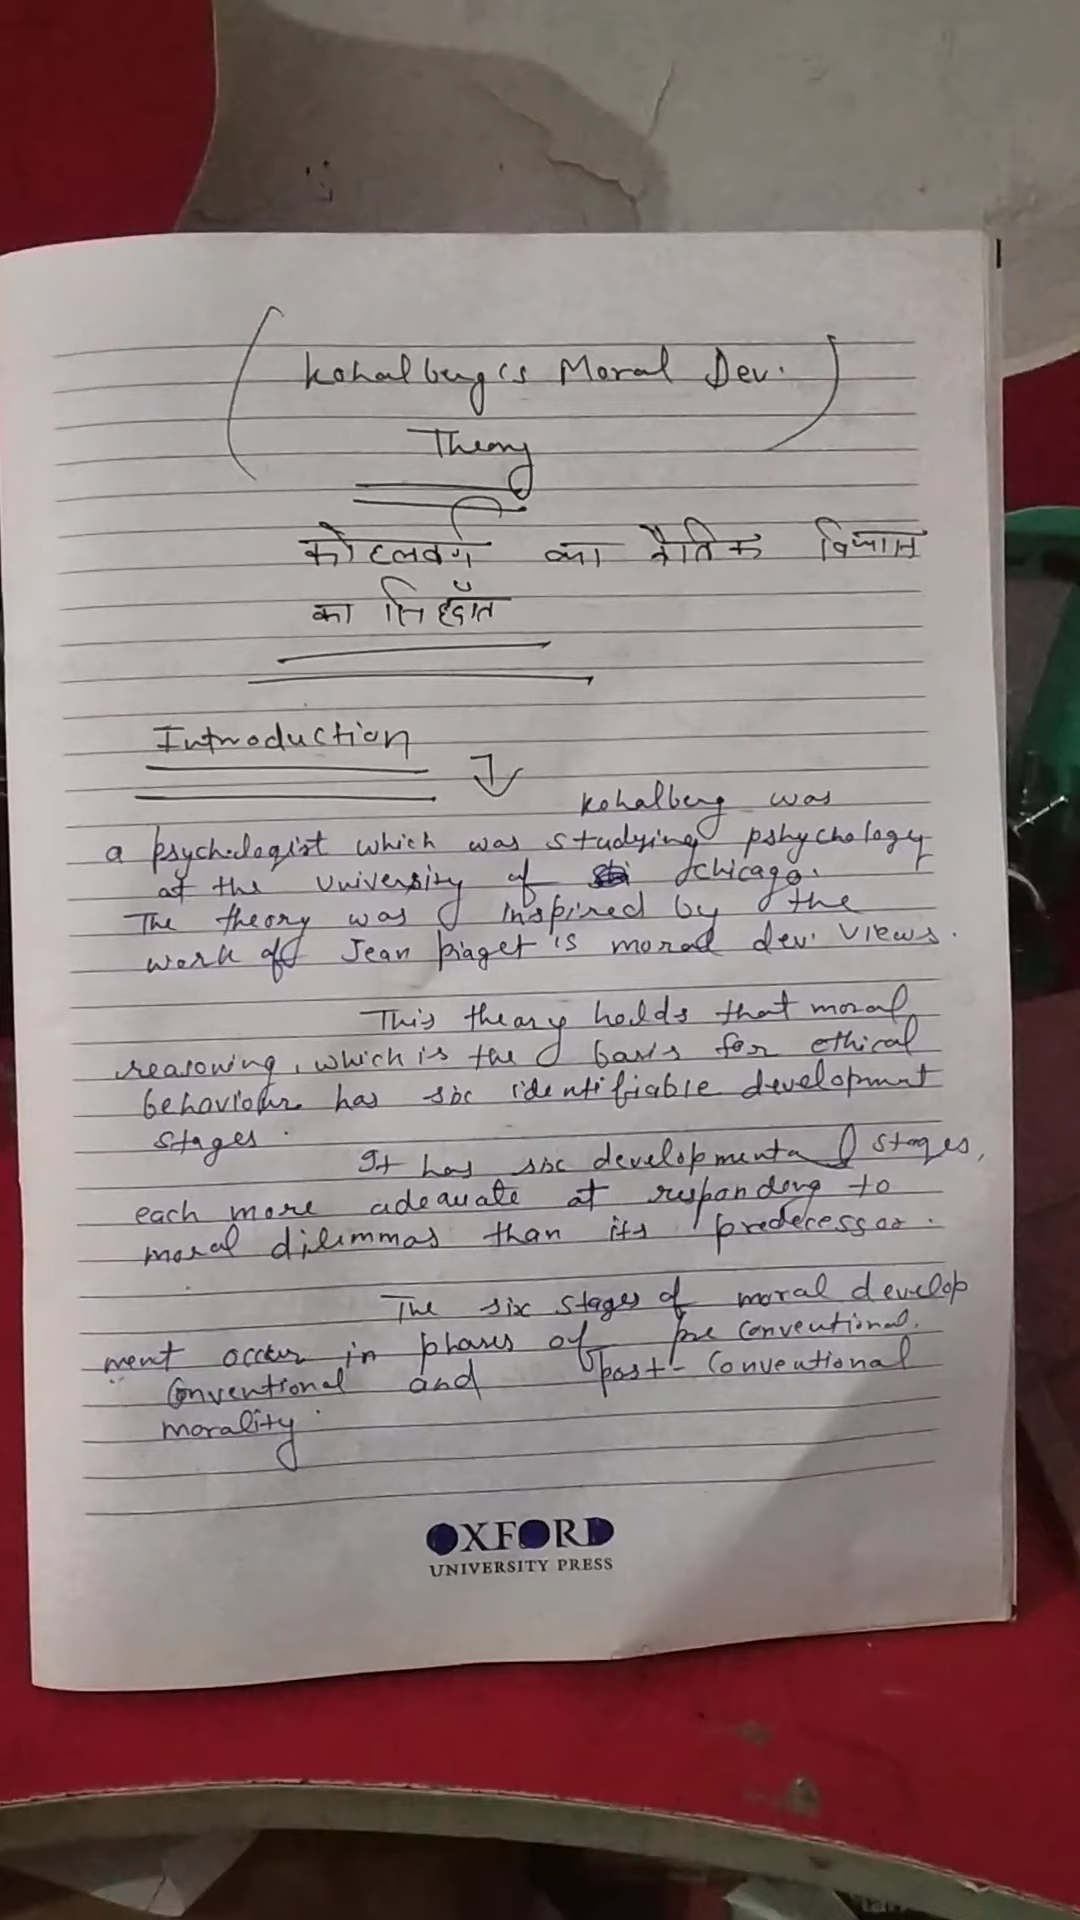 Kohalberg's Moral Dev.
Theory
कोहलबर्ग का नैतिक विकास
का सिद्दाँत
Introduction
Kohalberg was
a psychologist which was studying pshychology
at the University of Chicago.
The theory was inspired by the
work of Jean piaget is moral dev. views.
This theory holds that moral
reasoning, which is the basis for ethical
behaviour has six identifiable development
stages.
It has six developmental stages,
each more adequate at responding to
moral dilemmas than its predecessor.
The six stages of moral develop
ment occur in phases of pre conventional.
Conventional and post-Conventional
morality.
OXFORD
UNIVERSITY PRESS